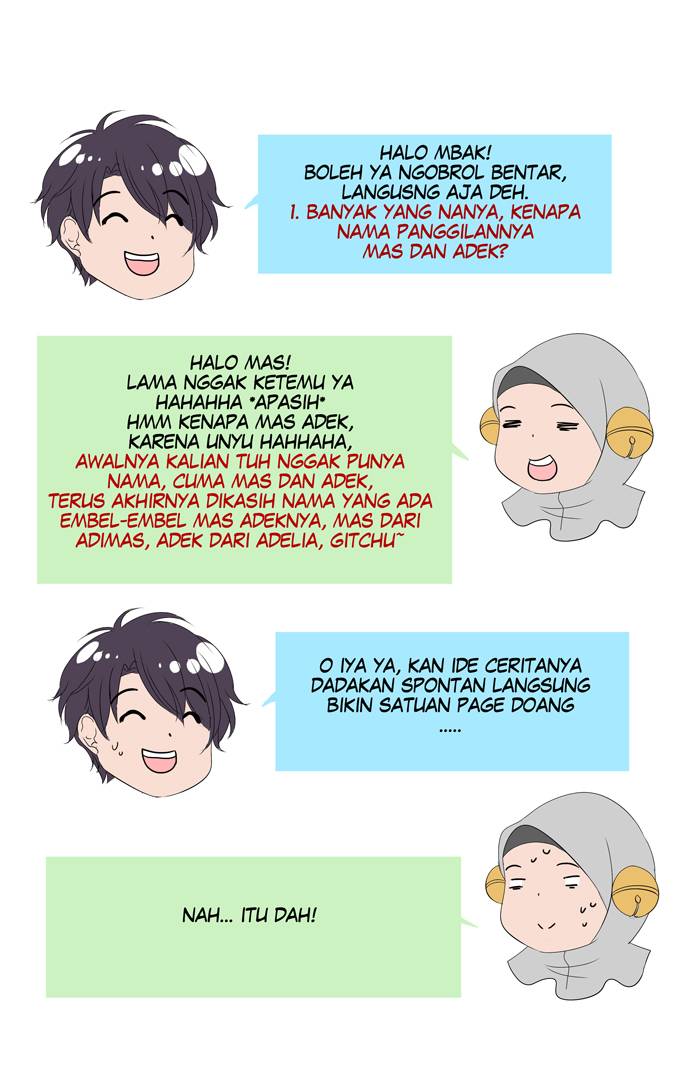 HALO MBAK!
BOLEH YA NGOBROL BENTAR,
LANGUSNG AJA DEH.
1. BANYAK YANG NANYA, KENAPA
NAMA PANGGILANNYA
MAS DAN ADEK?
HALO MAS!
LAMA NGGAK KETEMU YA
HAHAHHA *APASIH*
HMM KENAPA MAS ADEK,
KARENA UNYU HAHHAHA,
AWALNYA KALIAN TUH NGGAK PUNYA
NAMA, CUMA MAS DAN ADEK,
TERUS AKHIRNYA DIKASIH NAMA YANG ADA
EMBEL-EMBEL MAS ADEKNYA, MAS DARI
ADIMAS, ADEK DARI ADELIA, GITCHU~
O IYA YA, KAN IDE CERITANYA
DADAKAN SPONTAN LANGSUNG
BIKIN SATUAN PAGE DOANG
.....
NAH... ITU DAH!